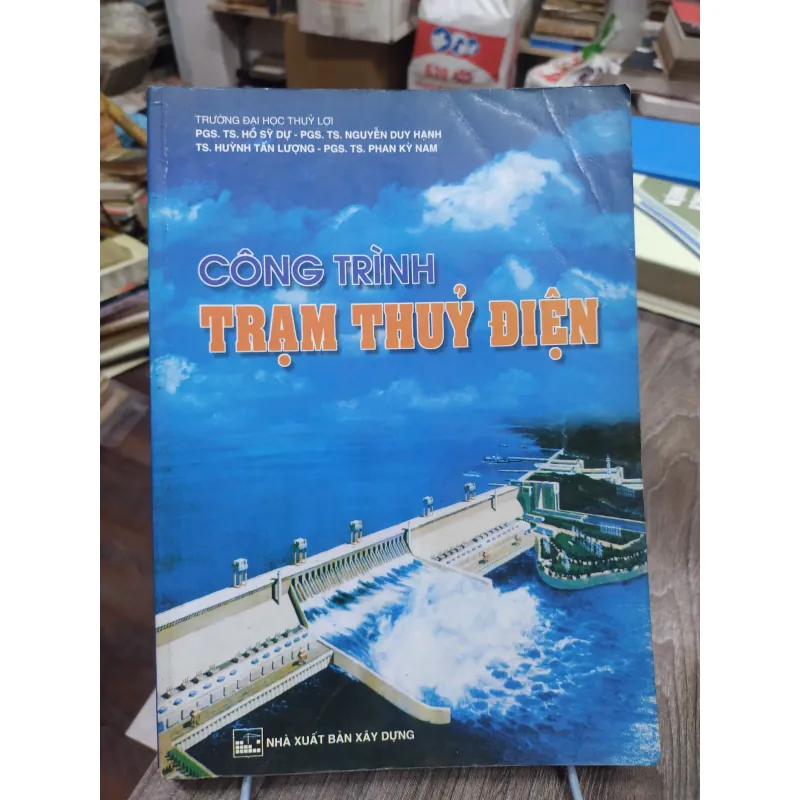 TRƯỜNG ĐẠI HỌC THUỶ LỢI
PGS. TS. HỒ SỸ DỰ - PGS. TS. NGUYỄN DUY HẠNH
TS. HUỲNH TẤN LƯỢNG - PGS. TS. PHAN KỲ NAM
CÔNG TRÌNH
TRẠM THUỶ ĐIỆN
NHÀ XUẤT BẢN XÂY DỰNG